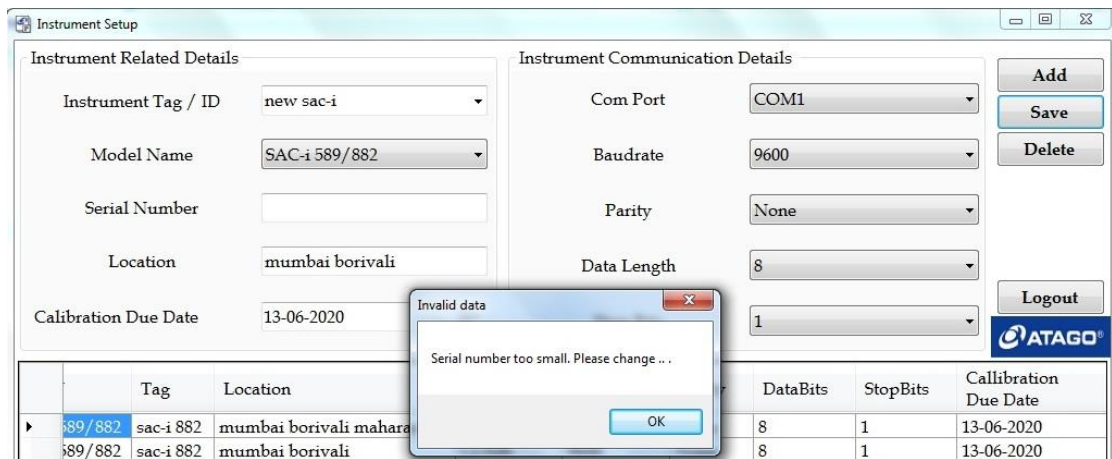 Instrument Setup
Instrument Related Details
Instrument Tag / ID new sac-i
Model Name SAC-i 589/882
Serial Number
Location mumbai borivali
Calibration Due Date 13-06-2020
Instrument Communication Details
Com Port COM1
Baudrate 9600
Parity None
Data Length 8
1
Add
Save
Delete
Logout
ATAGO®
Invalid data
Serial number too small. Please change .. .
OK
Tag Location DataBits StopBits Callibration Due Date
589/882 sac-i 882 mumbai borivali mahara 8 1 13-06-2020
589/882 sac-i 882 mumbai borivali 8 1 13-06-2020